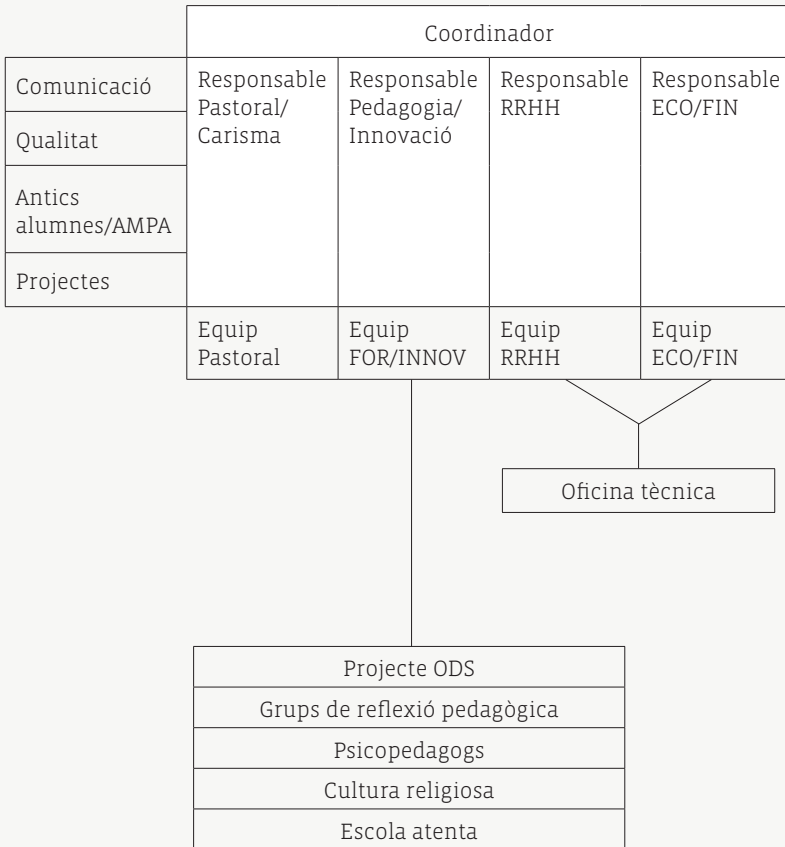 Coordinador
Comunicació
Qualitat
Antics
alumnes/AMPA
Projectes
Responsable
Pastoral/
Carisma
Responsable
Pedagogia/
Innovació
Responsable
RRHH
Responsable
ECO/FIN
Equip
Pastoral
Equip
FOR/INNOV
Equip
RRHH
Equip
ECO/FIN
Oficina tècnica
Projecte ODS
Grups de reflexió pedagògica
Psicopedagogs
Cultura religiosa
Escola atenta